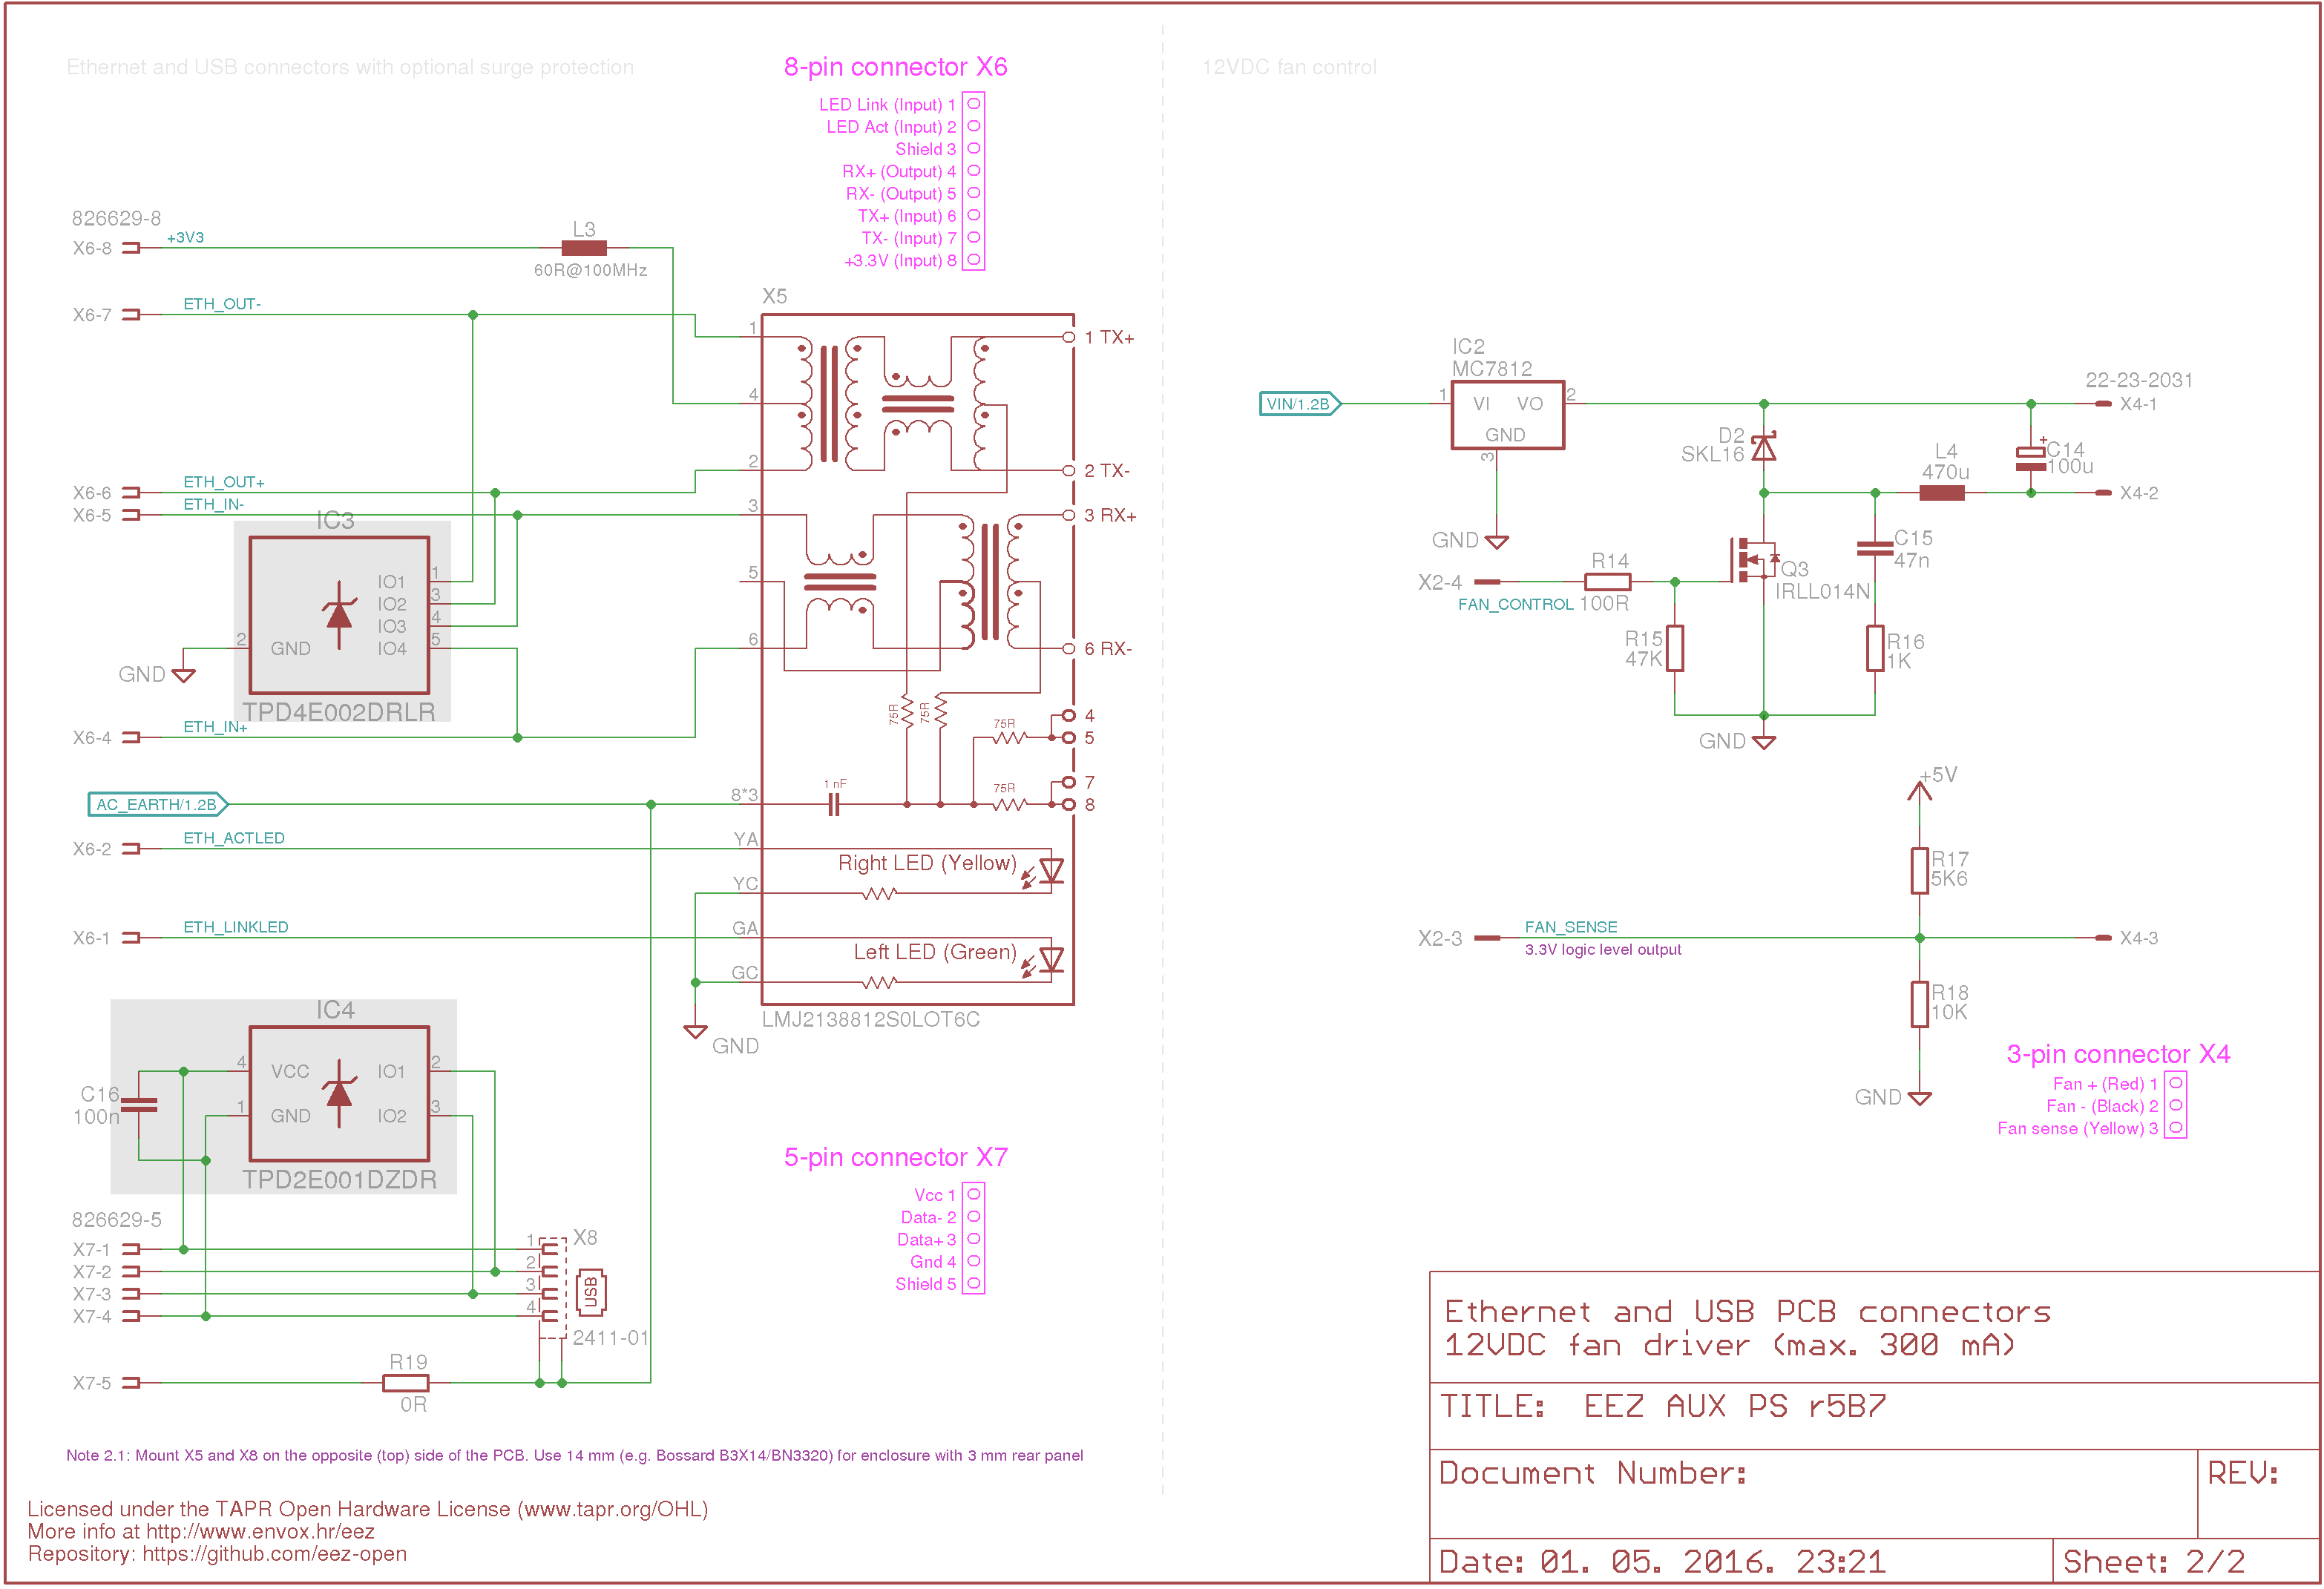 Ethernet and USB connectors with optional surge protection
8-pin connector X6
LED Link (Input) 1
LED Act (Input) 2
Shield 3
RX+ (Output) 4
RX- (Output) 5
TX+ (Input) 6
TX- (Input) 7
+3.3V (Input) 8
826629-8
X6-8
+3V3
L3
60R@100MHz
X6-7
ETH_OUT-
X6-6
ETH_OUT+
X6-5
ETH_IN-
IC3
IO1 1
IO2 3
IO3 4
IO4 5
2 GND
GND
TPD4E002DRLR
X6-4
ETH_IN+
AC_EARTH/1.2B
X6-2
ETH_ACTLED
X6-1
ETH_LINKLED
X5
1
4
2
3
5
6
8*3
YA
YC
GA
GC
1 TX+
2 TX-
3 RX+
6 RX-
75R
75R
75R
4
5
1 nF
75R
7
8
Right LED (Yellow)
Left LED (Green)
LMJ2138812S0LOT6C
GND
IC4
4 VCC IO1 2
1 GND IO2 3
C16
100n
TPD2E001DZDR
826629-5
X7-1
X7-2
X7-3
X7-4
X7-5
1
2
3
4
X8
USB
2411-01
R19
0R
5-pin connector X7
Vcc 1
Data- 2
Data+ 3
Gnd 4
Shield 5
Note 2.1: Mount X5 and X8 on the opposite (top) side of the PCB. Use 14 mm (e.g. Bossard B3X14/BN3320) for enclosure with 3 mm rear panel
Licensed under the TAPR Open Hardware License (www.tapr.org/OHL)
More info at http://www.envox.hr/eez
Repository: https://github.com/eez-open
12VDC fan control
VIN/1.2B
IC2
MC7812
1 VI VO 2
GND
3
GND
22-23-2031
X4-1
D2
SKL16
L4
470u
C14
+
100u
X4-2
X2-4
FAN_CONTROL
R14
100R
R15
47K
Q3
IRLL014N
C15
47n
R16
1K
GND
+5V
R17
5K6
X2-3
FAN_SENSE
3.3V logic level output
X4-3
R18
10K
GND
3-pin connector X4
Fan + (Red) 1
Fan - (Black) 2
Fan sense (Yellow) 3
Ethernet and USB PCB connectors
12VDC fan driver (max. 300 mA)
TITLE: EEZ AUX PS r5B7
Document Number:
REV:
Date: 01. 05. 2016. 23:21
Sheet: 2/2